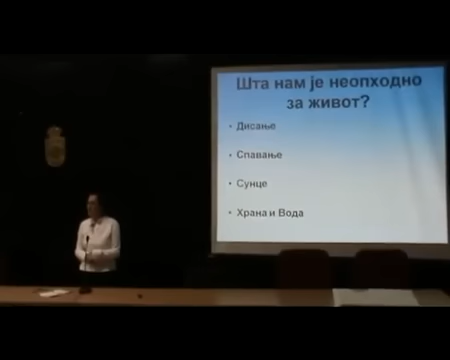 Шта нам је неопходно
за живот?
• Дисање
• Спавање
• Сунце
• Храна и Вода